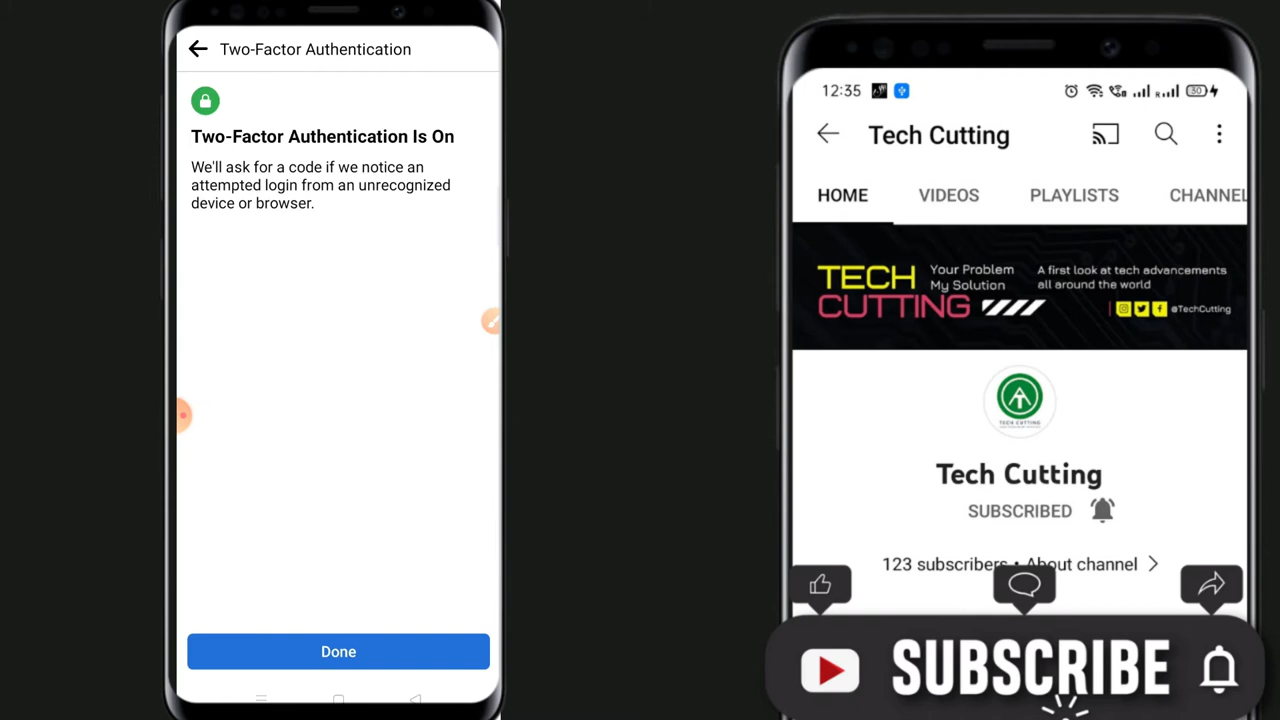 Two-Factor Authentication
Two-Factor Authentication Is On
We'll ask for a code if we notice an
attempted login from an unrecognized
device or browser.
Done
12:35
30
Tech Cutting
HOME VIDEOS PLAYLISTS CHANNEL
TECH
CUTTING
Your Problem
My Solution
A first look at tech advancements
all around the world
@TechCutting
TECH CUTTING
Tech Cutting
SUBSCRIBED
123 subscribers • About channel
SUBSCRIBE